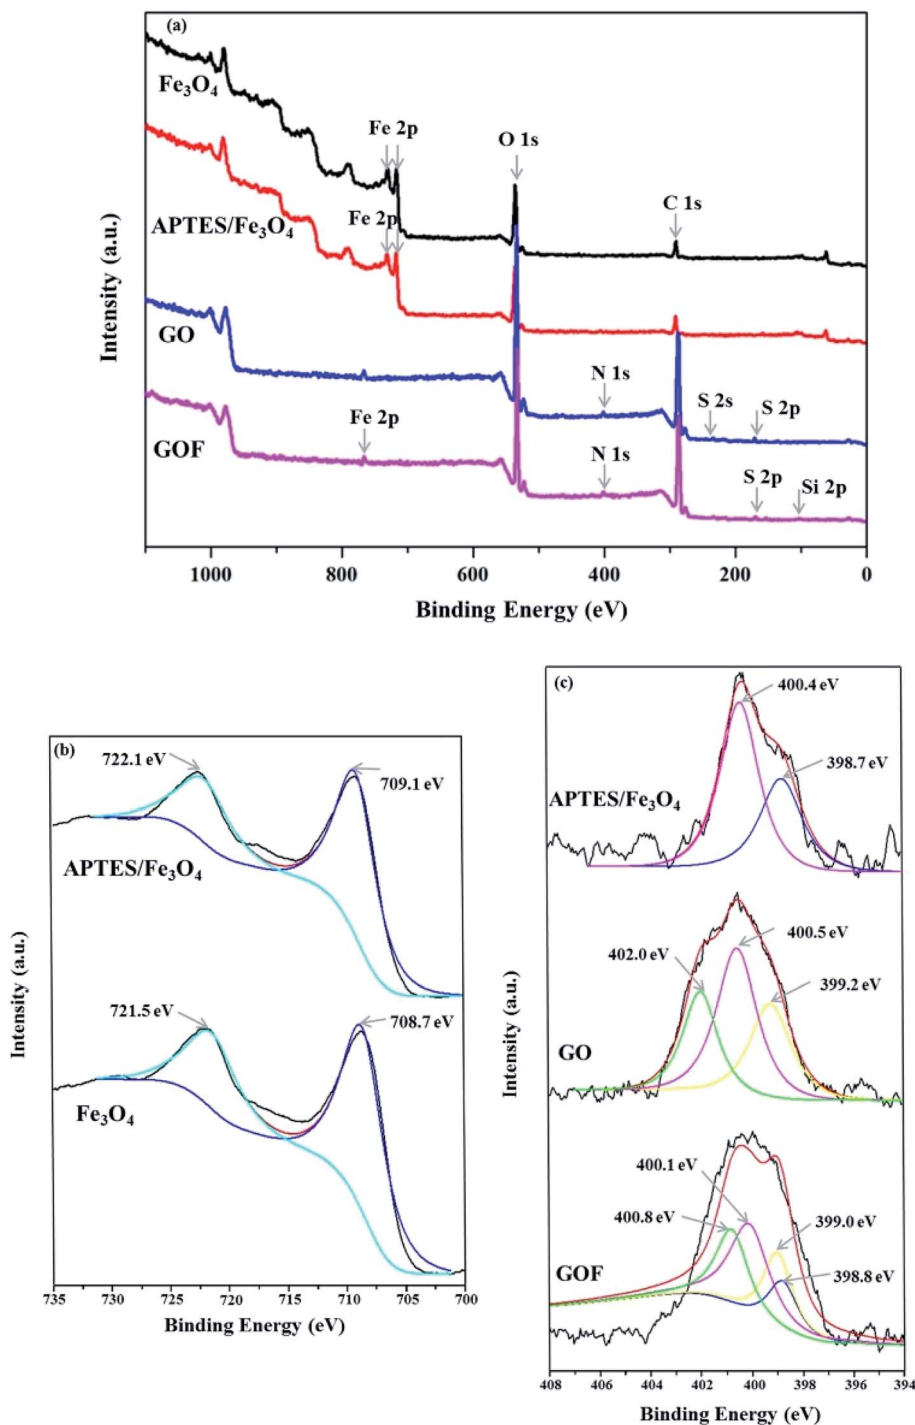 (a)
Fe₃O₄
Fe 2p
O 1s
C 1s
APTES/Fe₃O₄
Fe 2p
GO
N 1s
S 2s
S 2p
Fe 2p
GOF
N 1s
S 2p
Si 2p
Intensity (a.u.)
1000
800
600
400
200
0
Binding Energy (eV)
(b)
722.1 eV
709.1 eV
APTES/Fe₃O₄
721.5 eV
708.7 eV
Fe₃O₄
Intensity (a.u.)
735
725
720
715
710
705
700
Binding Energy (eV)
(c)
400.4 eV
398.7 eV
APTES/Fe₃O₄
400.5 eV
402.0 eV
399.2 eV
GO
400.1 eV
400.8 eV
399.0 eV
398.8 eV
GOF
Intensity (a.u.)
408
406
404
402
400
398
396
394
Binding Energy (eV)